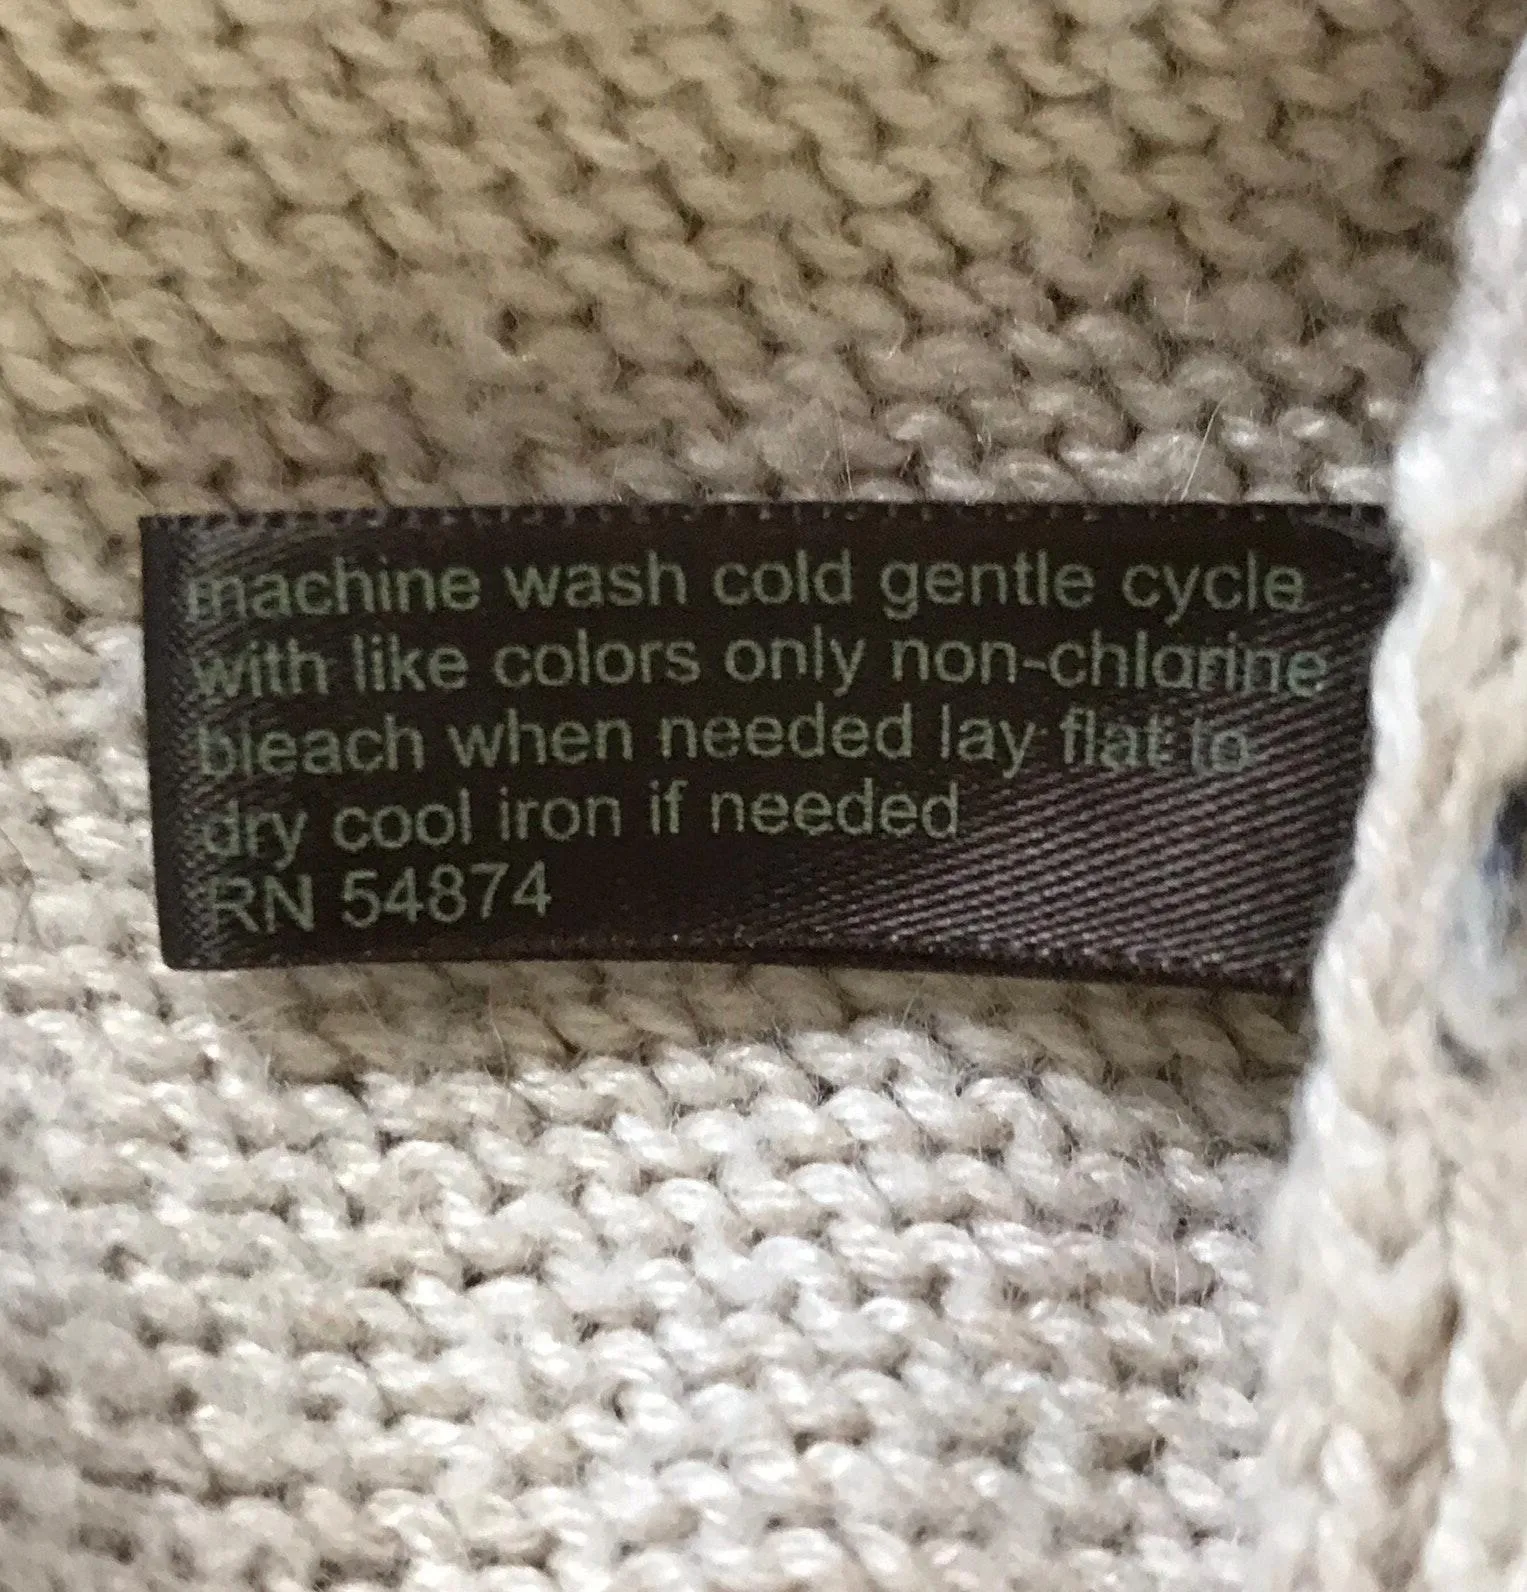 machine wash cold gentle cycle
with like colors only non-chlorine
bleach when needed lay flat to
dry cool iron if needed
RN 54874